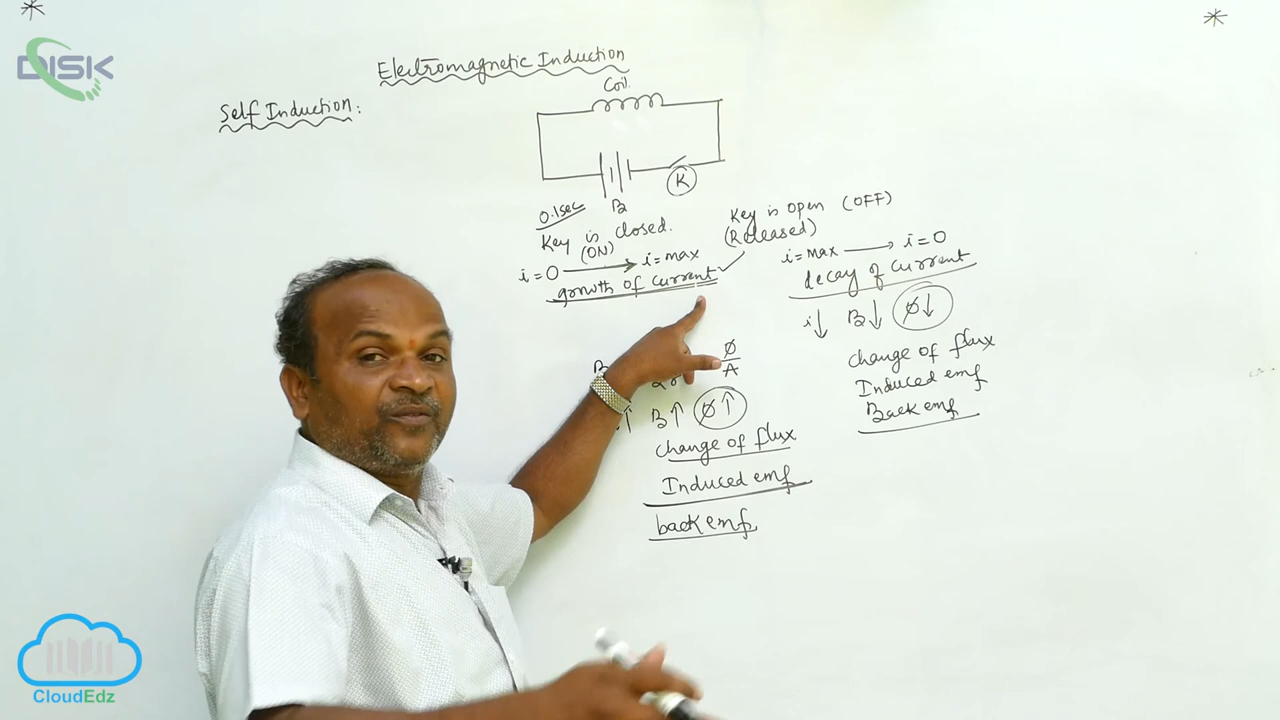 DISK
Electromagnetic Induction
Self Induction:
Coil
K
B
0.1sec
Key is closed.
(ON)
i=0 → i=max
growth of current
Key is open (OFF)
(Released)
i=max → i=0
decay of current
i↓ B↓ Ø↓
change of flux
Induced emf
Back emf
Ø
A
B↑ Ø↑
change of flux
Induced emf
back emf
CloudEdz